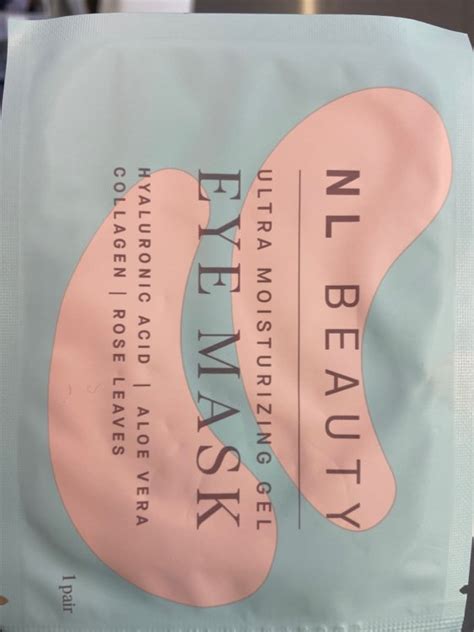 NL BEAUTY
ULTRA MOISTURIZING GEL
EYE MASK
HYALURONIC ACID | ALOE VERA
COLLAGEN | ROSE LEAVES
1 pair